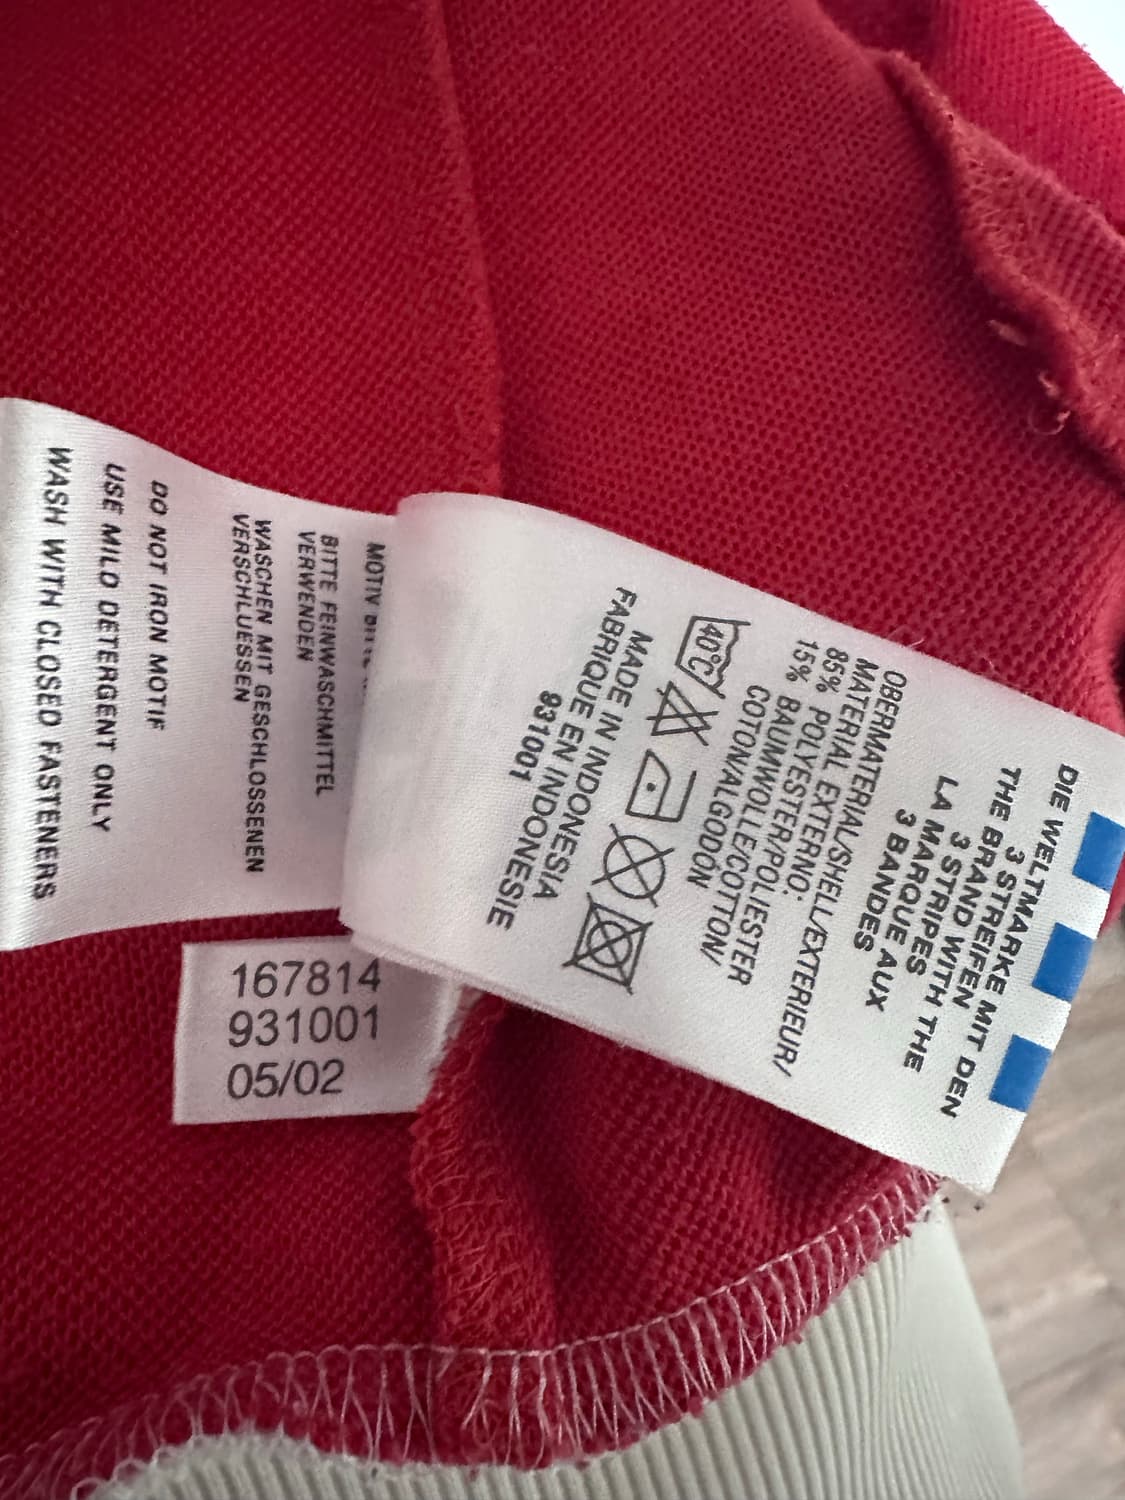 DIE WELTMARKE MIT DEN
3 STREIFEN
THE BRAND WITH THE
3 STRIPES
LA MARQUE AUX
3 BANDES
OBERMATERIAL/SHELL/EXTERIEUR/
MATERIAL EXTERNO:
85% POLYESTER/POLIESTER
15% BAUMWOLLE/COTTON/
COTON/ALGODON
40°C
MADE IN INDONESIA
FABRIQUE EN INDONESIE
931001
MOTIV
BITTE FEINWASCHMITTEL
VERWENDEN
WASCHEN MIT GESCHLOSSENEN
VERSCHLUESSEN
DO NOT IRON MOTIF
USE MILD DETERGENT ONLY
WASH WITH CLOSED FASTENERS
167814
931001
05/02